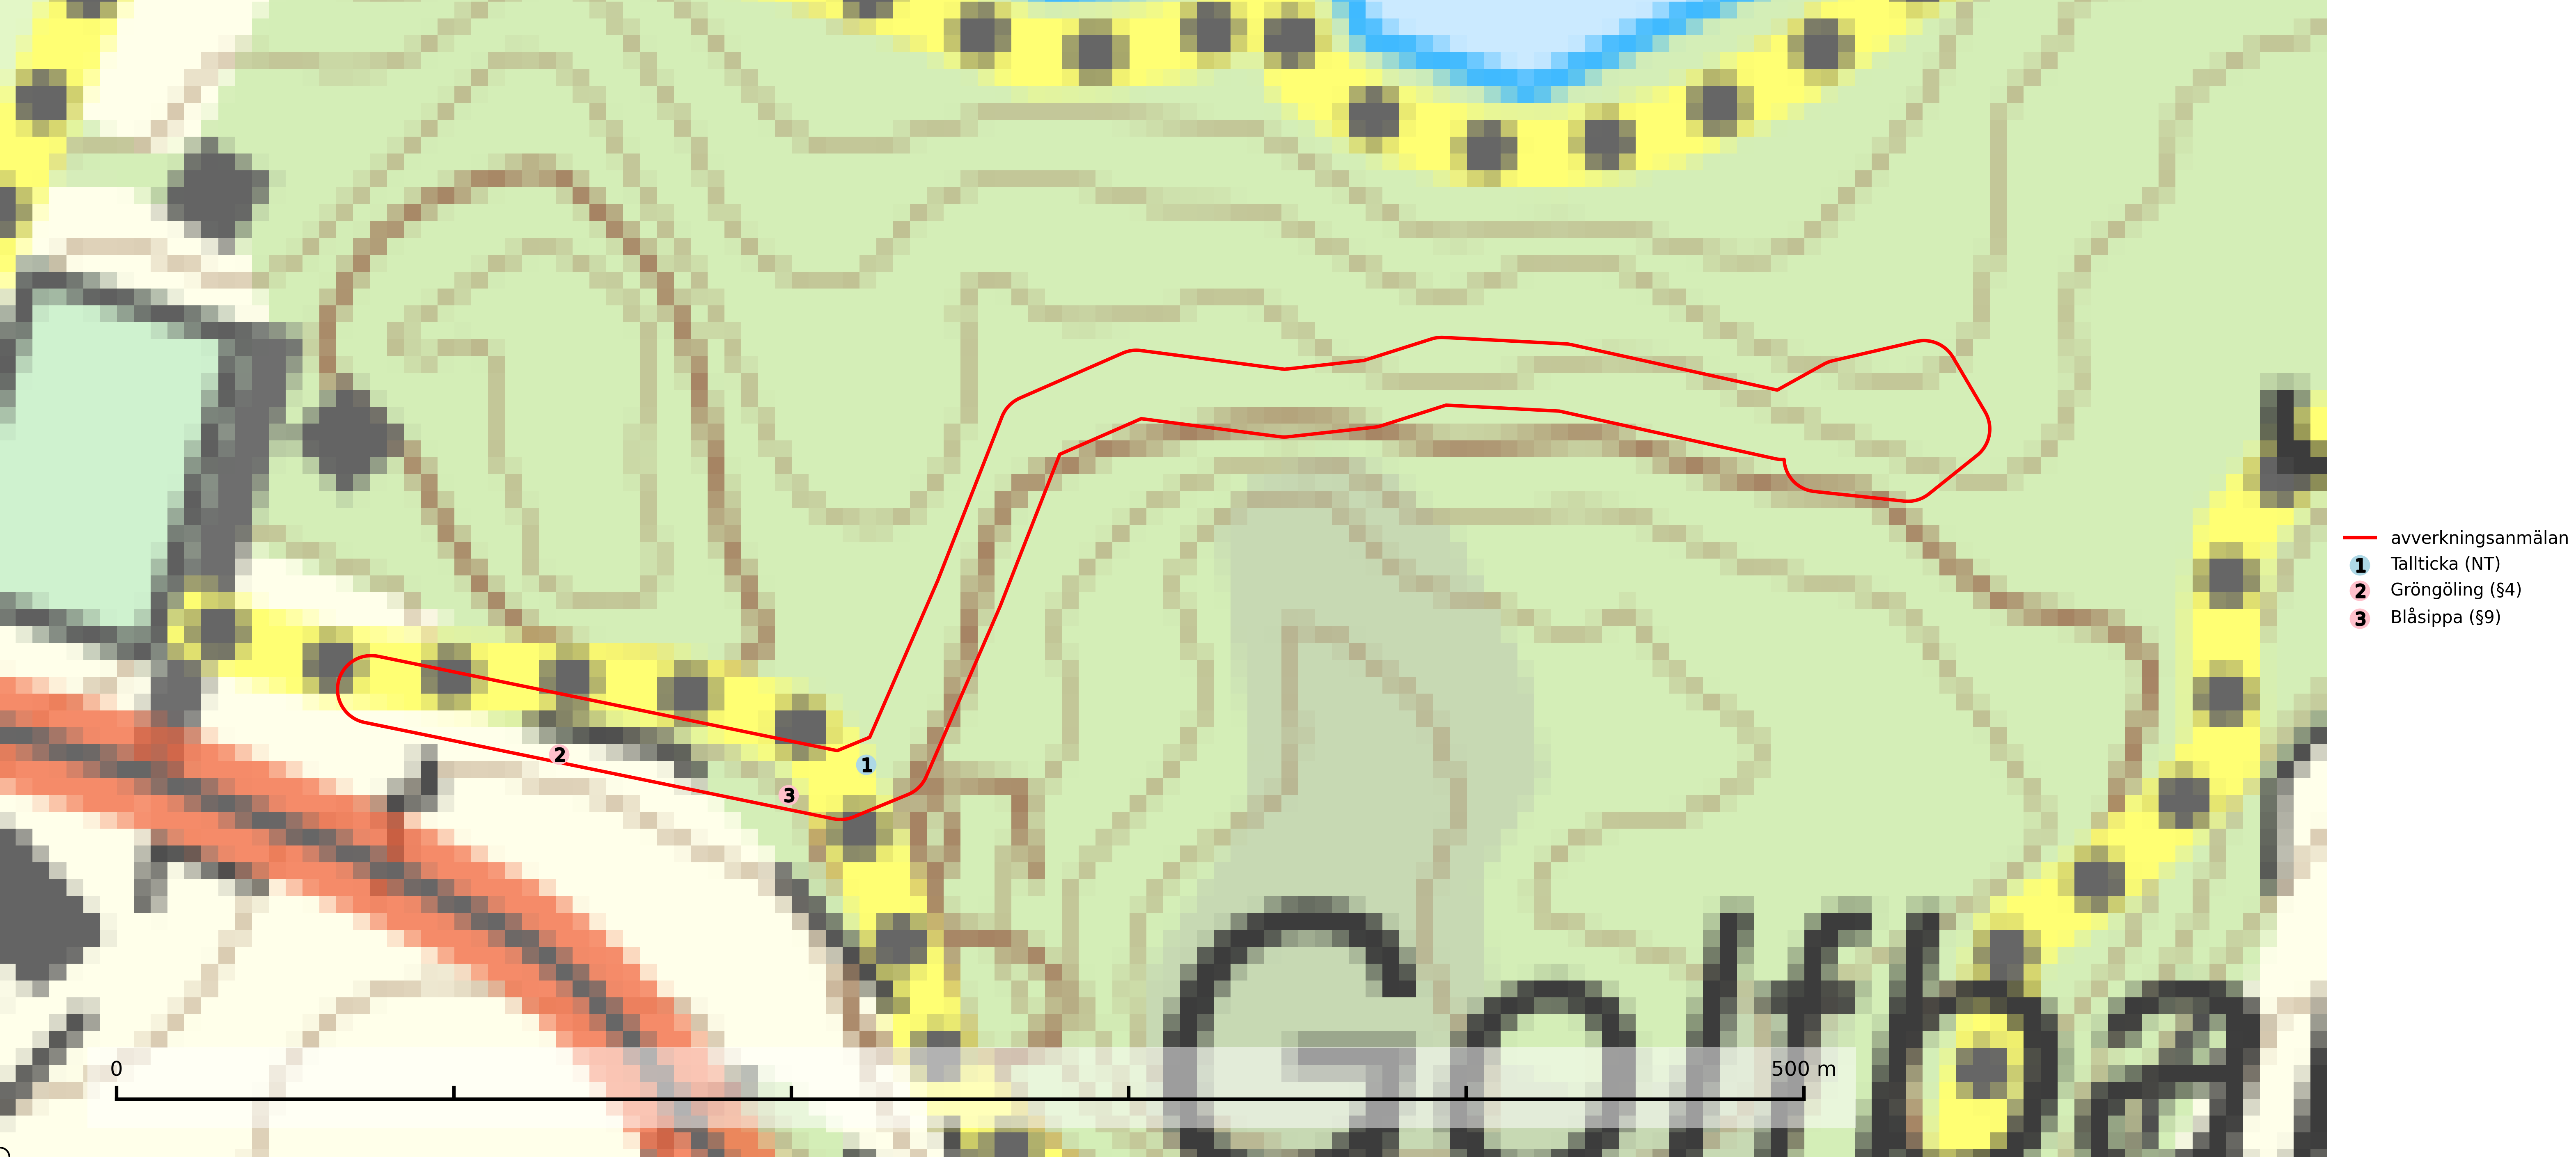 avverkningsanmälan
1 Tallticka (NT)
2 Gröngöling (§4)
3 Blåsippa (§9)
2
1
3
Golfba
0
500 m